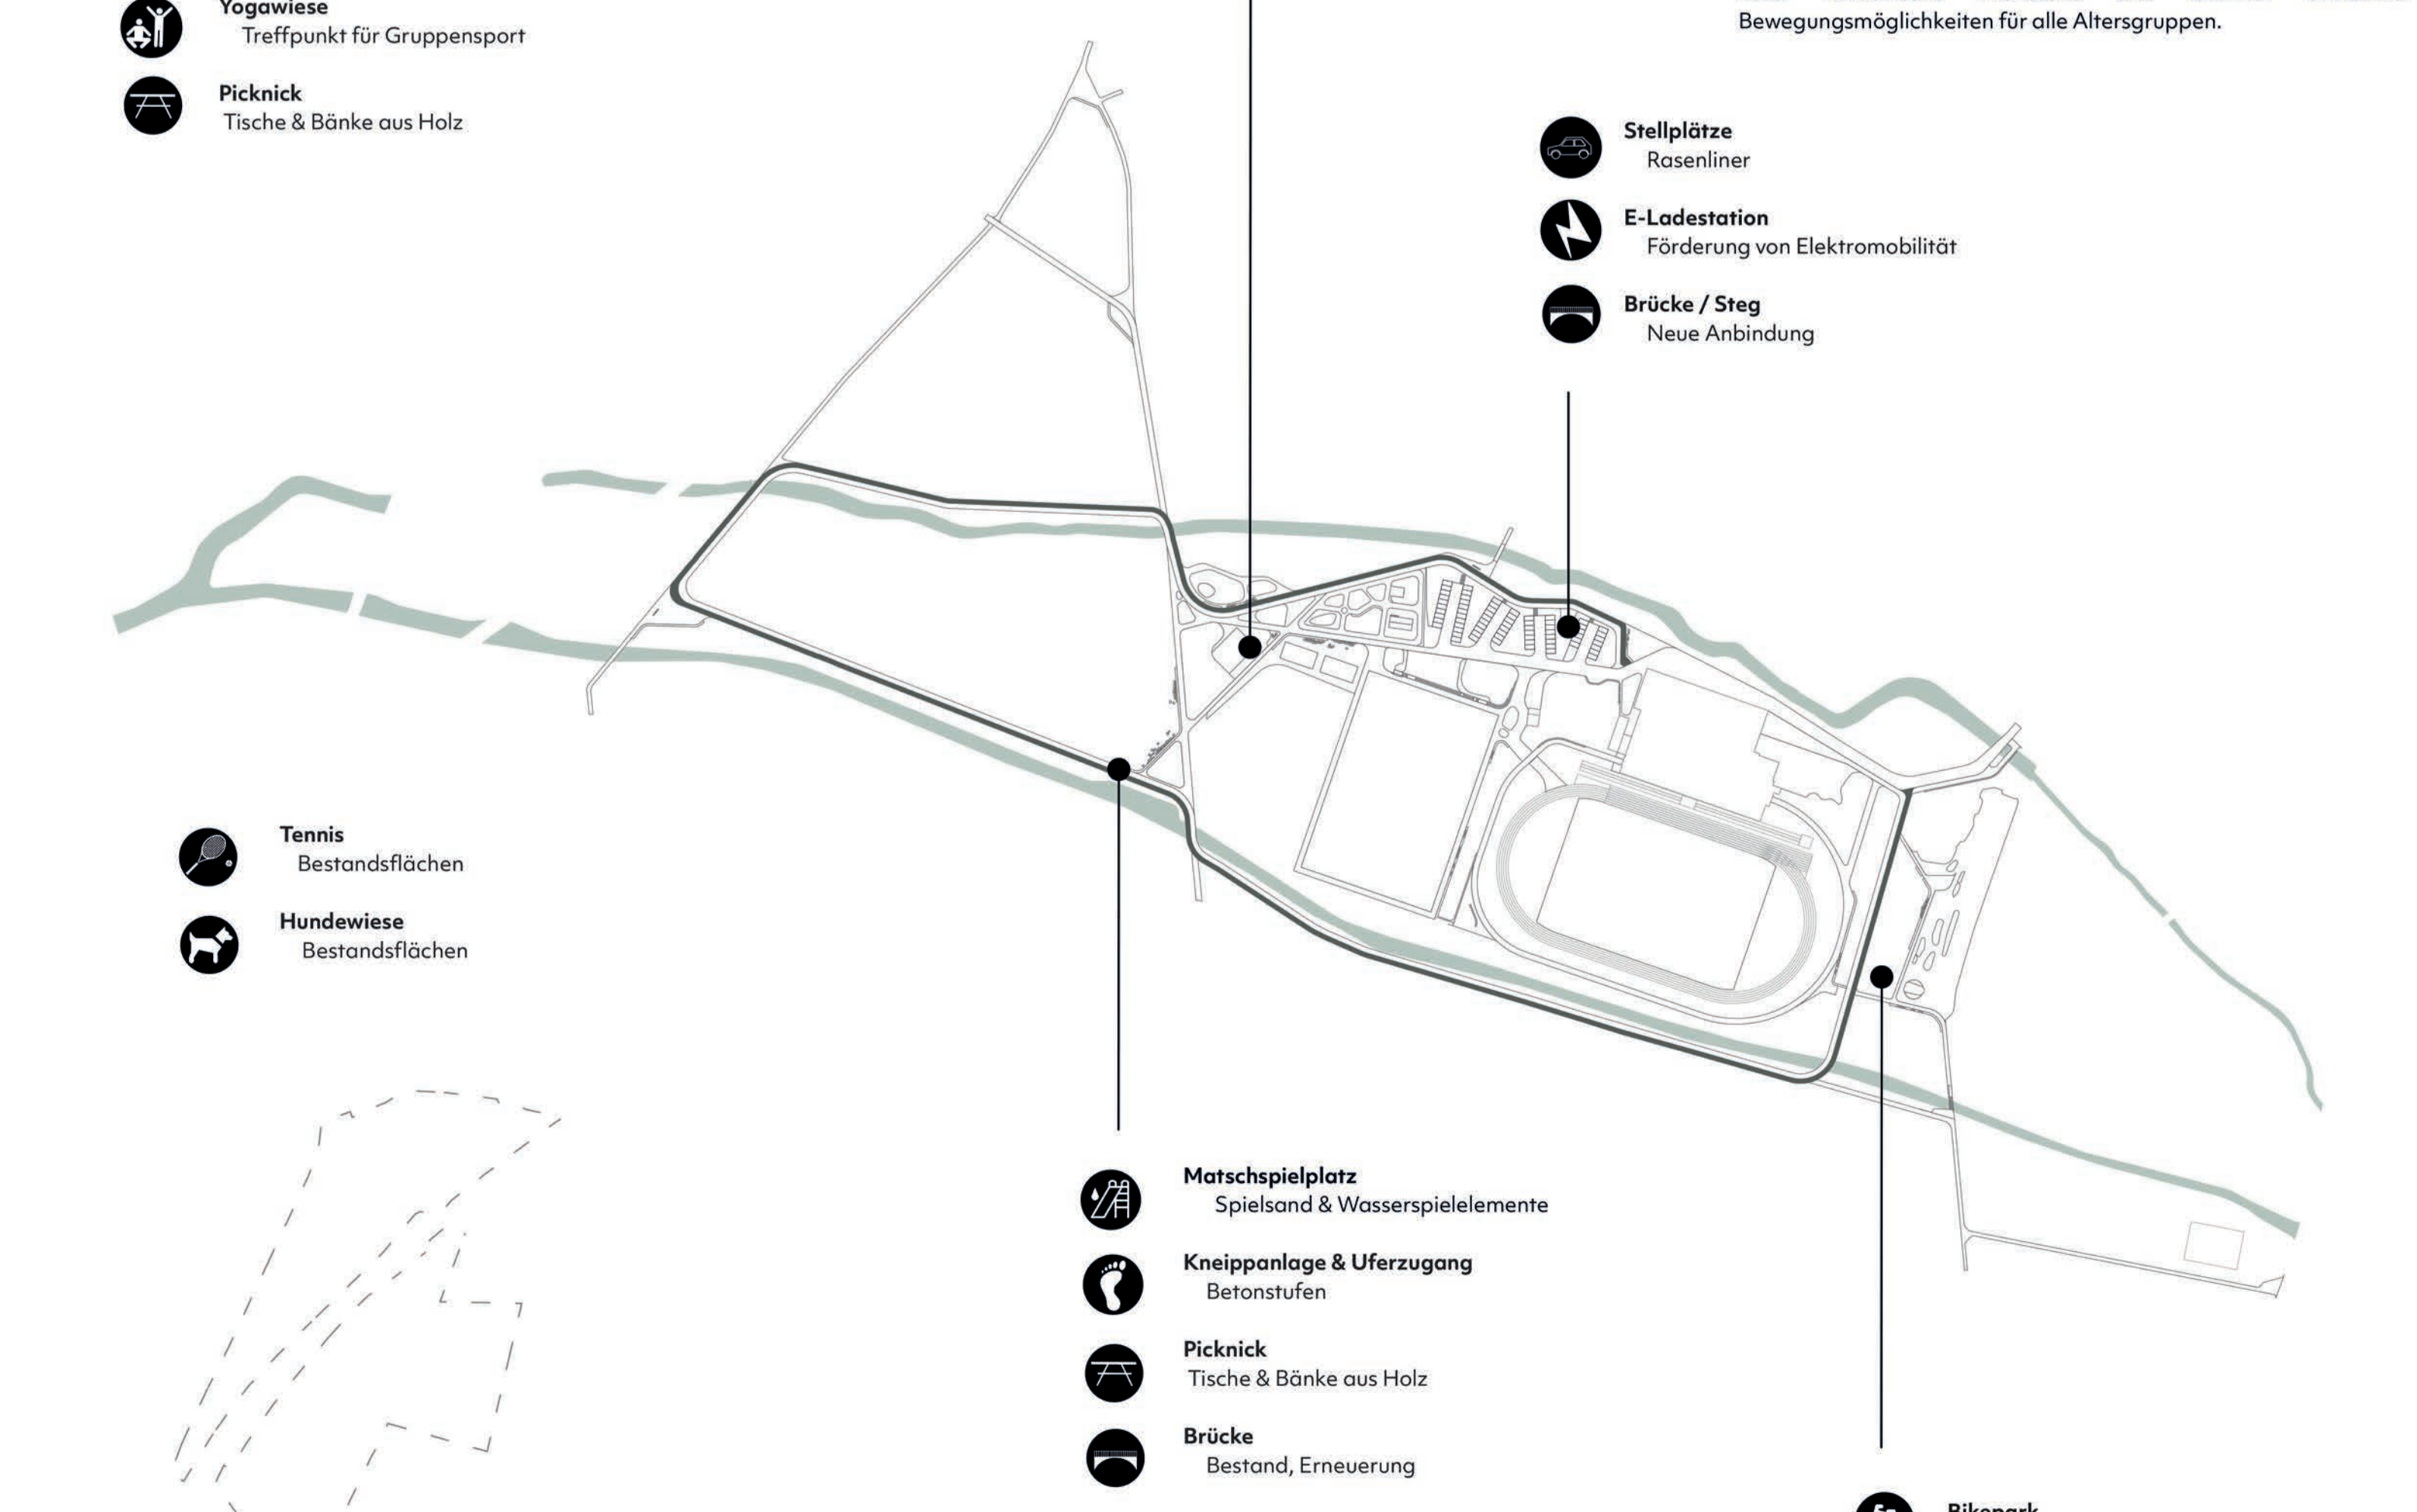 Yogawiese
Treffpunkt für Gruppensport
Picknick
Tische & Bänke aus Holz
Bewegungsmöglichkeiten für alle Altersgruppen.
Stellplätze
Rasenliner
E-Ladestation
Förderung von Elektromobilität
Brücke / Steg
Neue Anbindung
Tennis
Bestandsflächen
Hundewiese
Bestandsflächen
Matschspielplatz
Spielsand & Wasserspielelemente
Kneippanlage & Uferzugang
Betonstufen
Picknick
Tische & Bänke aus Holz
Brücke
Bestand, Erneuerung
Bikepark